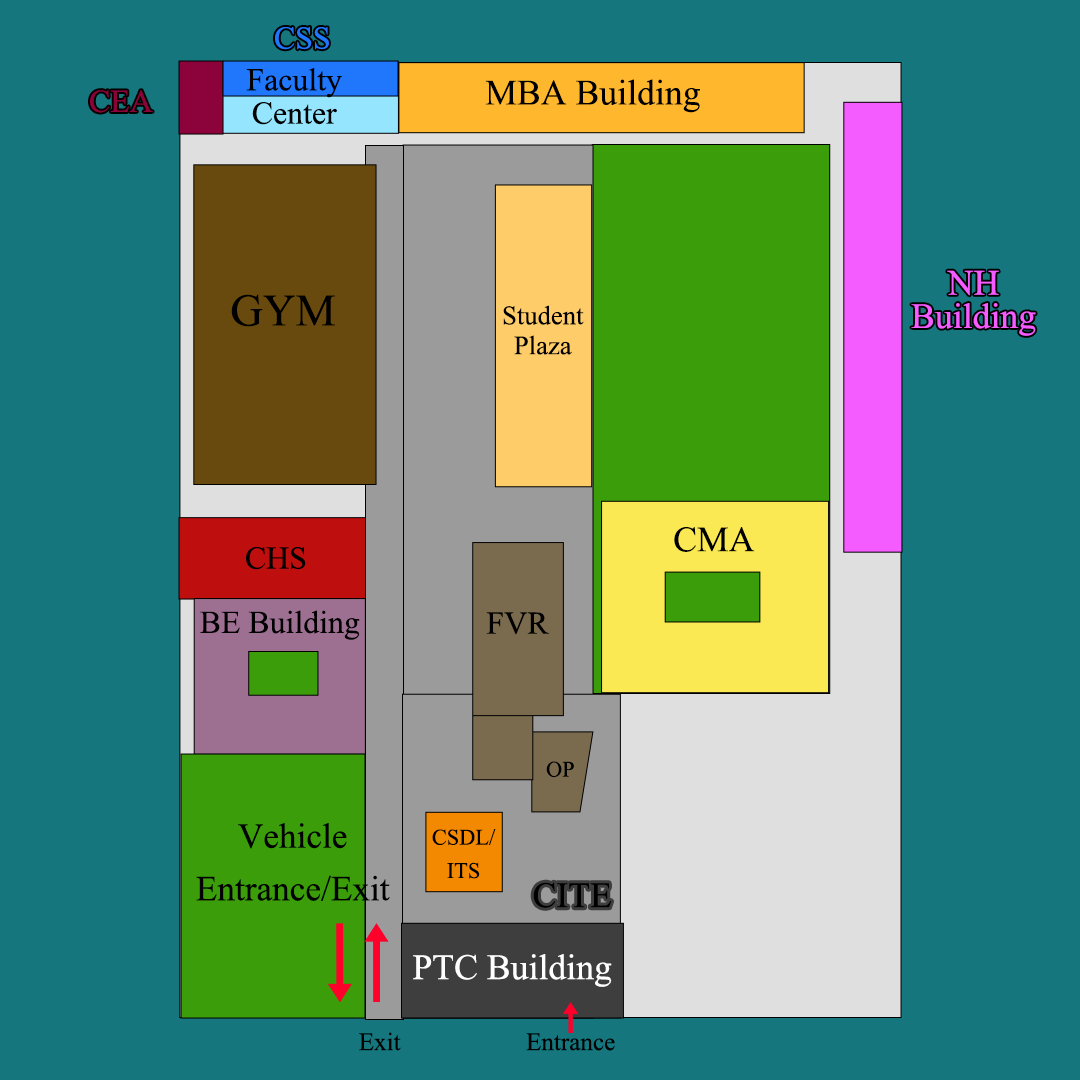 CSS
CEA
Faculty
Center
MBA Building
GYM
Student
Plaza
NH
Building
CHS
CMA
BE Building
FVR
OP
Vehicle
Entrance/Exit
CSDL/
ITS
CITE
PTC Building
Exit
Entrance